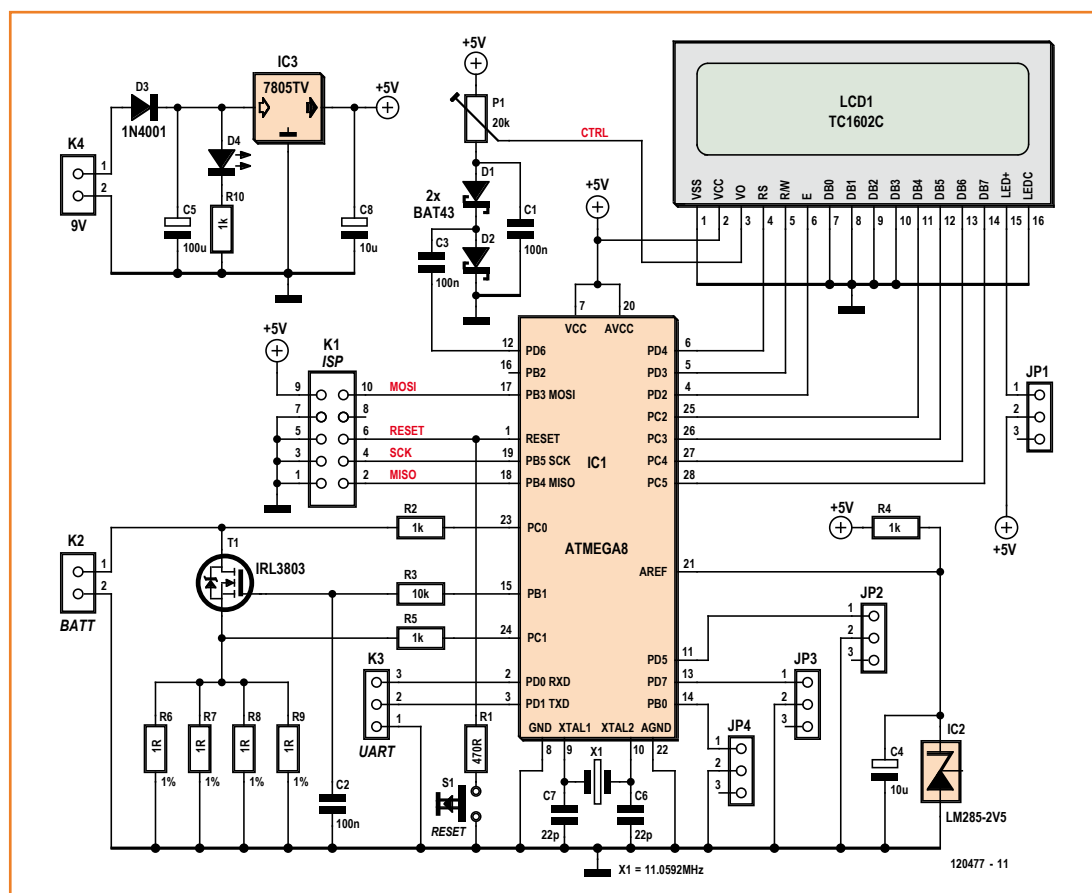 +5V
IC3
7805TV
+5V
D3
1N4001
K4
1
2
9V
D4
R10
1k
C5
100u
C8
10u
+5V
P1
20k
CTRL
D1
2x
BAT43
D2
C1
100n
C3
100n
+5V
LCD1
TC1602C
VSS
VCC
VO
RS
R/W
E
DB0
DB1
DB2
DB3
DB4
DB5
DB6
DB7
LED+
LEDC
1 2 3 4 5 6 7 8 9 10 11 12 13 14 15 16
JP1
1
2
3
+5V
+5V
K1
ISP
9
7
5
3
1
10
8
6
4
2
MOSI
RESET
SCK
MISO
7 20
VCC AVCC
12 PD6
16 PB2
17 PB3 MOSI
1 RESET
19 PB5 SCK
18 PB4 MISO
23 PC0
15 PB1
24 PC1
2 PD0 RXD
3 PD1 TXD
IC1
ATMEGA8
PD4 6
PD3 5
PD2 4
PC2 25
PC3 26
PC4 27
PC5 28
AREF 21
PD5 11
PD7 13
PB0 14
GND XTAL1 XTAL2 AGND
8 9 10 22
K2
1
2
BATT
T1
IRL3803
R2
1k
R3
10k
R5
1k
K3
3
2
1
UART
R6
1R
1%
R7
1R
1%
R8
1R
1%
R9
1R
1%
C2
100n
R1
470R
S1
RESET
X1
C7
22p
C6
22p
X1 = 11.0592MHz
+5V
R4
1k
JP2
1
2
3
JP3
1
2
3
JP4
1
2
3
C4
10u
IC2
LM285-2V5
120477 - 11